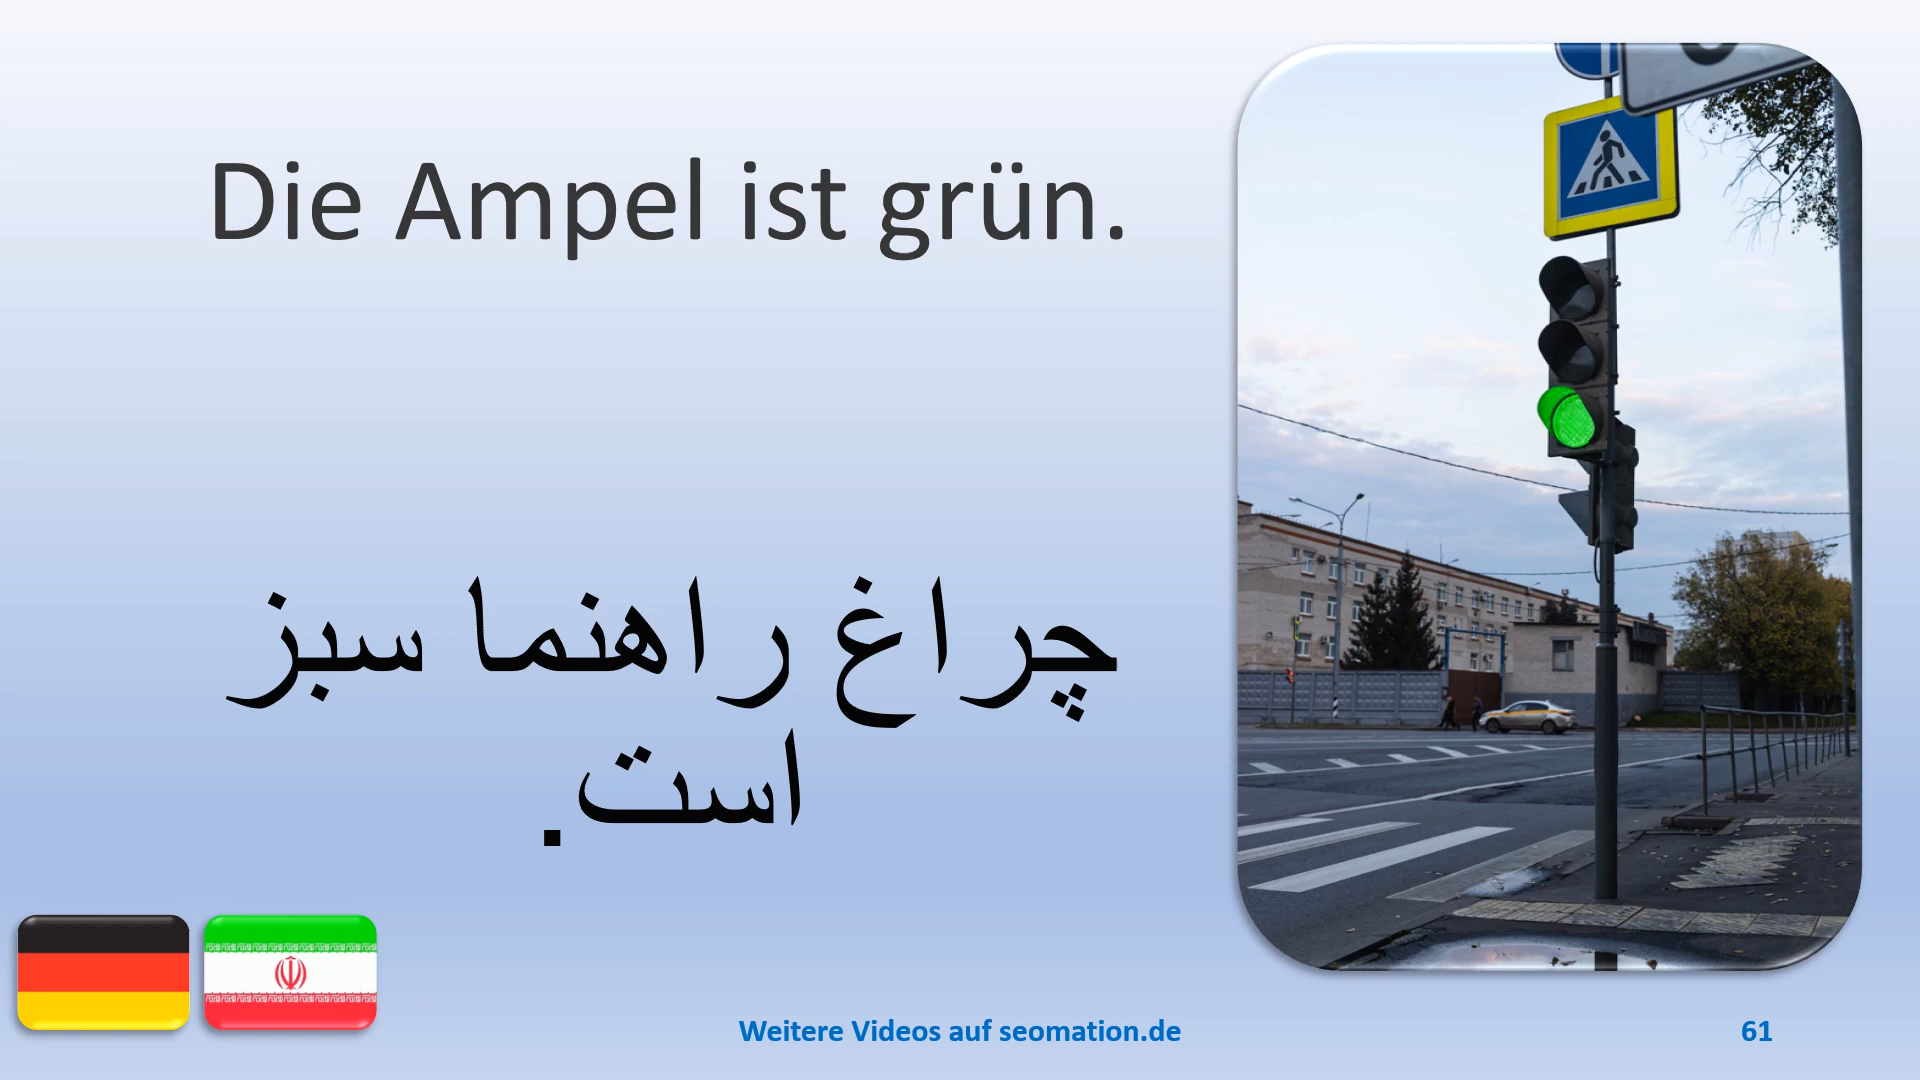 Die Ampel ist grün.
چراغ راهنما سبز
است.
Weitere Videos auf seomation.de
61